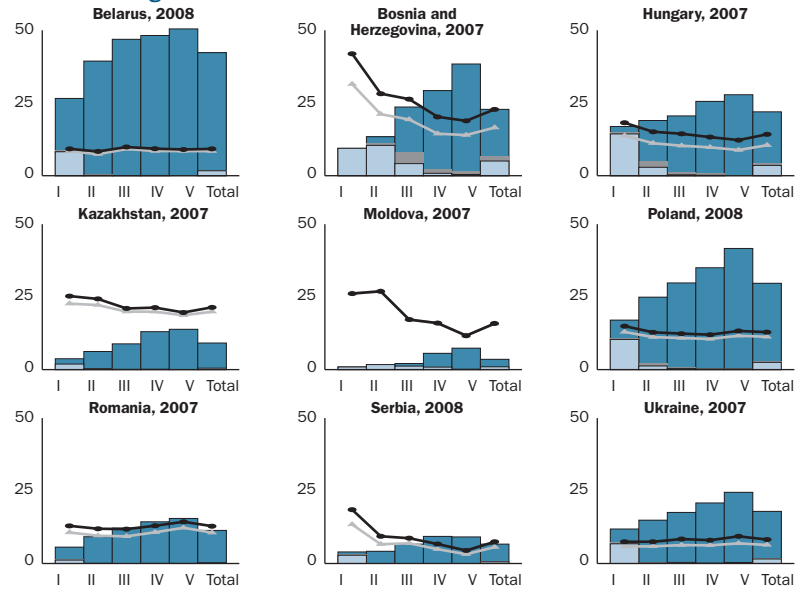 Belarus, 2008
50
25
0
I II III IV V Total
Bosnia and
Herzegovina, 2007
50
25
0
I II III IV V Total
Hungary, 2007
50
25
0
I II III IV V Total
Kazakhstan, 2007
50
25
0
I II III IV V Total
Moldova, 2007
50
25
0
I II III IV V Total
Poland, 2008
50
25
0
I II III IV V Total
Romania, 2007
50
25
0
I II III IV V Total
Serbia, 2008
50
25
0
I II III IV V Total
Ukraine, 2007
50
25
0
I II III IV V Total